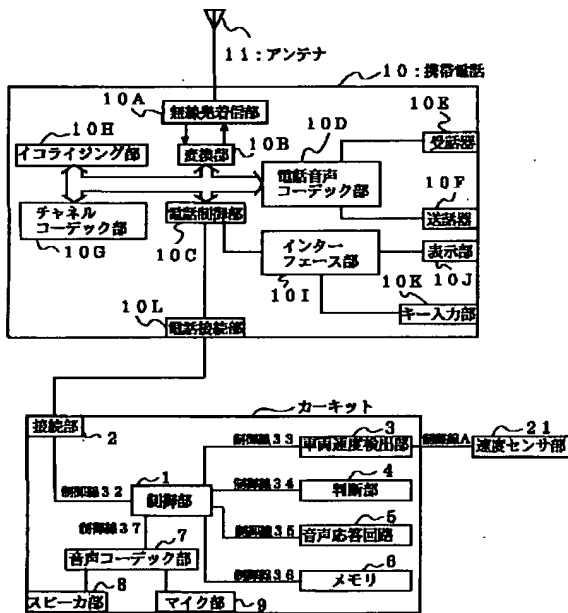 11:アンテナ
10:携帯電話
10A
無線発着信部
10H
イコライジング部
10B
変換部
10D
電話音声
コーデック部
10E
受話器
10F
送話器
チャネル
コーデック部
10G
電話制御部
10C
インター
フェース部
10I
表示部
10J
10K
キー入力部
10L
電話接続部
カーキット
接続部
2
制御線32
1
制御部
制御線33
3
車両速度検出部
制御線A
21
速度センサ部
制御線34
4
判断部
制御線35
5
音声応答回路
制御線36
6
メモリ
制御線37
7
音声コーデック部
8
スピーカ部
マイク部
9